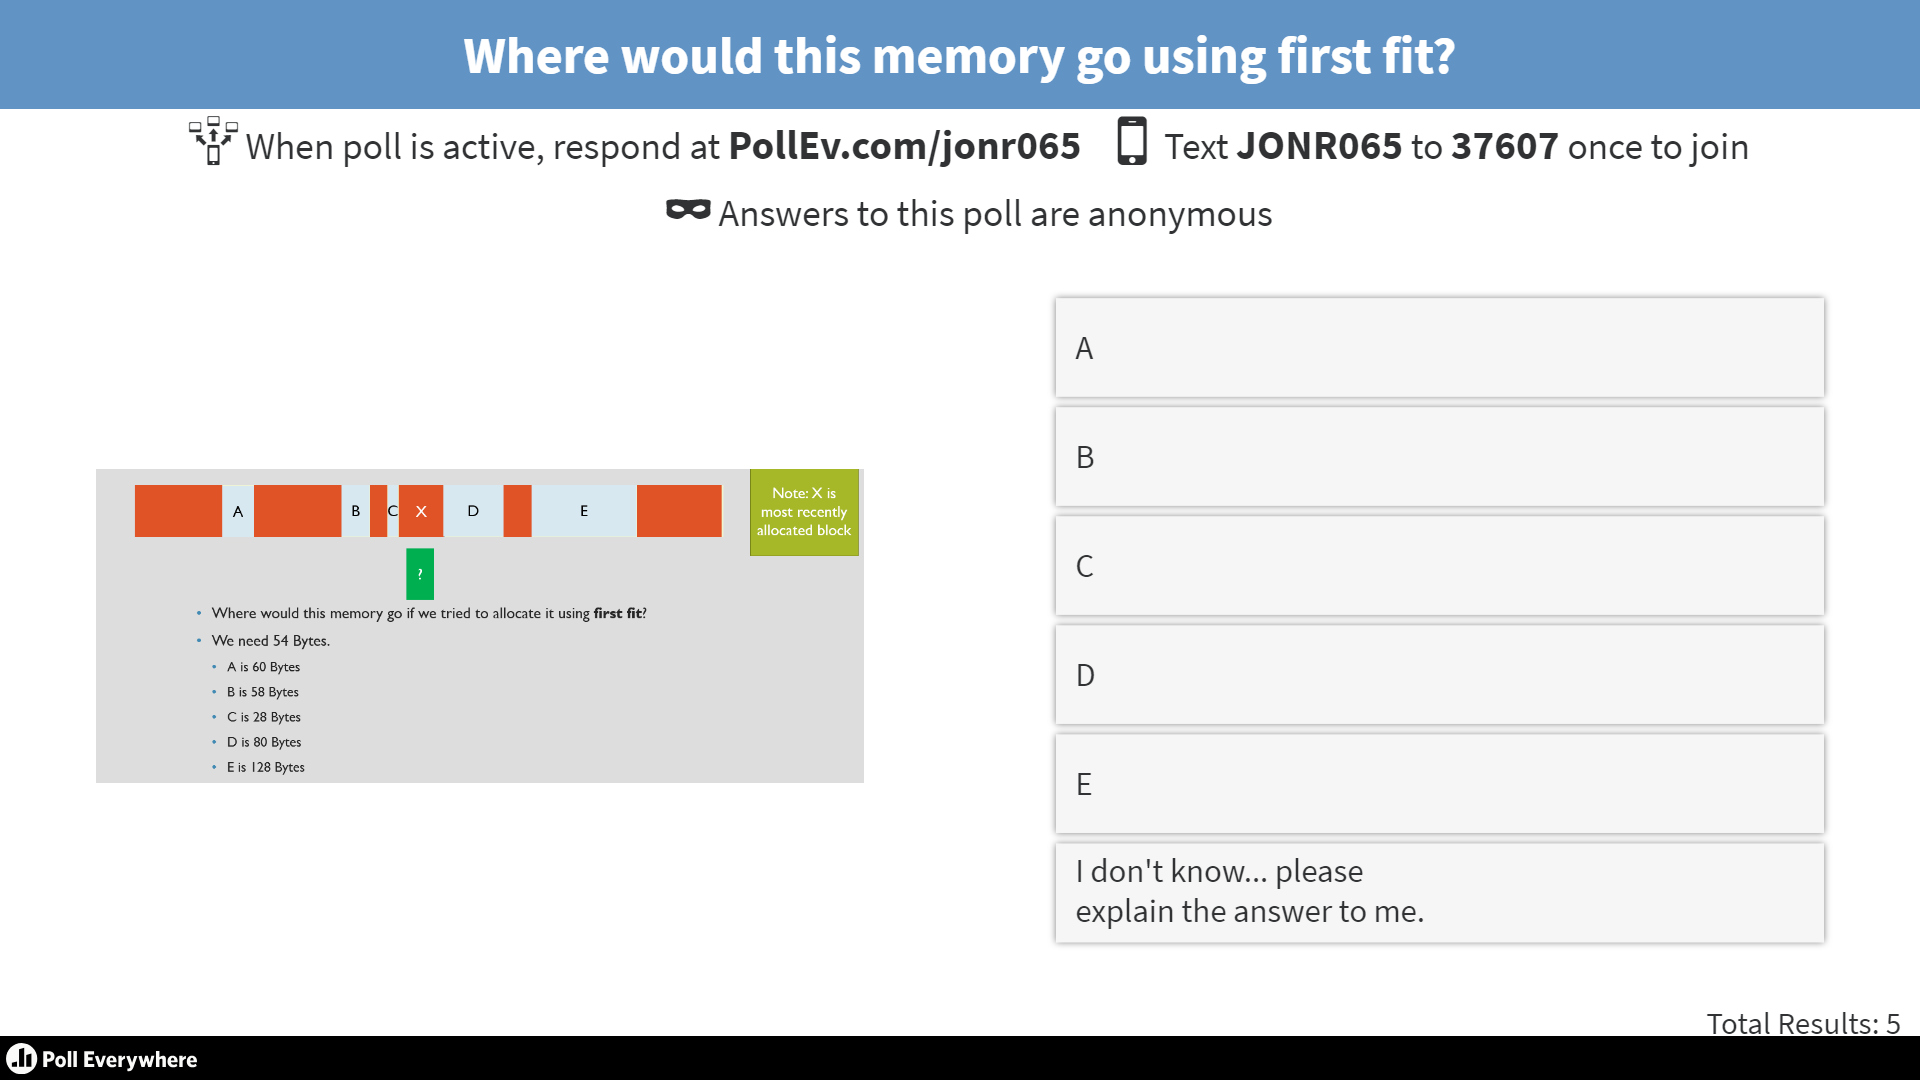 Where would this memory go using first fit?
When poll is active, respond at PollEv.com/jonr065 Text JONR065 to 37607 once to join
Answers to this poll are anonymous
A B C X D E
Note: X is
most recently
allocated block
?
• Where would this memory go if we tried to allocate it using first fit?
• We need 54 Bytes.
• A is 60 Bytes
• B is 58 Bytes
• C is 28 Bytes
• D is 80 Bytes
• E is 128 Bytes
A
B
C
D
E
I don't know... please
explain the answer to me.
Total Results: 5
Poll Everywhere